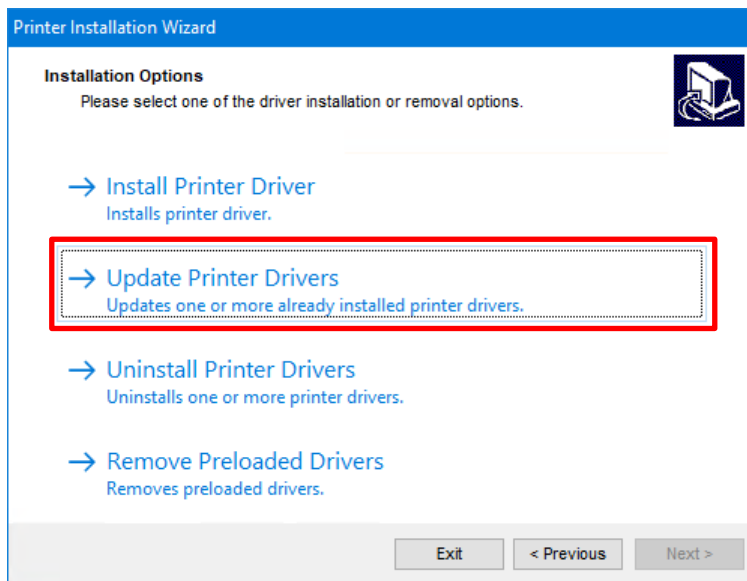 Printer Installation Wizard
Installation Options
Please select one of the driver installation or removal options.
→ Install Printer Driver
Installs printer driver.
→ Update Printer Drivers
Updates one or more already installed printer drivers.
→ Uninstall Printer Drivers
Uninstalls one or more printer drivers.
→ Remove Preloaded Drivers
Removes preloaded drivers.
Exit < Previous Next >